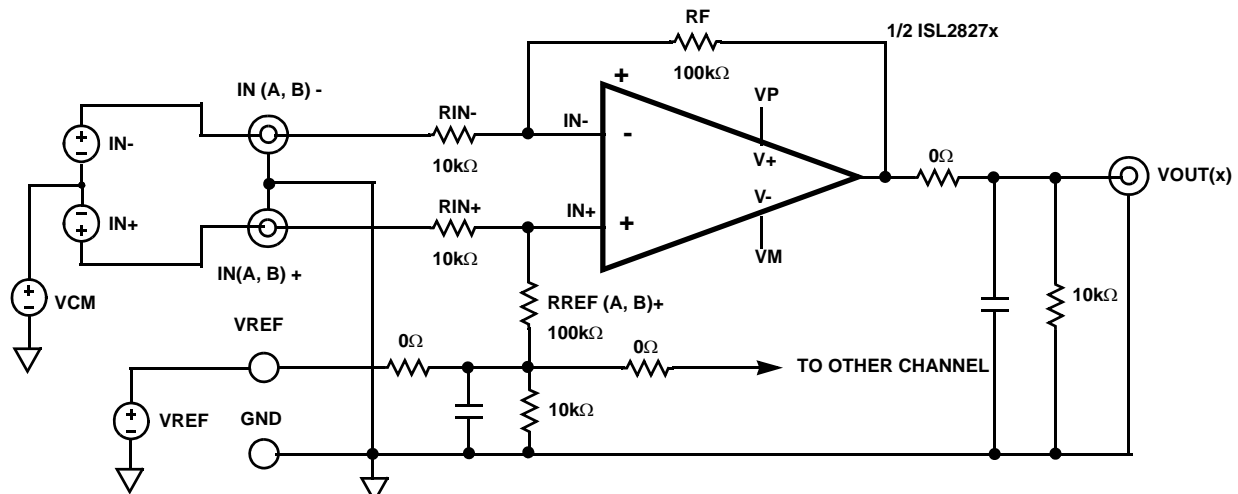 RF
1/2 ISL2827x
100kΩ
+
IN (A, B) -
VP
RIN-
IN-
IN-
-
+
−
10kΩ
V+
0Ω
VOUT(x)
RIN+
IN+
V-
IN+
+
−
+
10kΩ
VM
IN(A, B) +
+
−
VCM
RREF (A, B)+
100kΩ
10kΩ
VREF
0Ω
0Ω
TO OTHER CHANNEL
+
−
VREF
GND
10kΩ